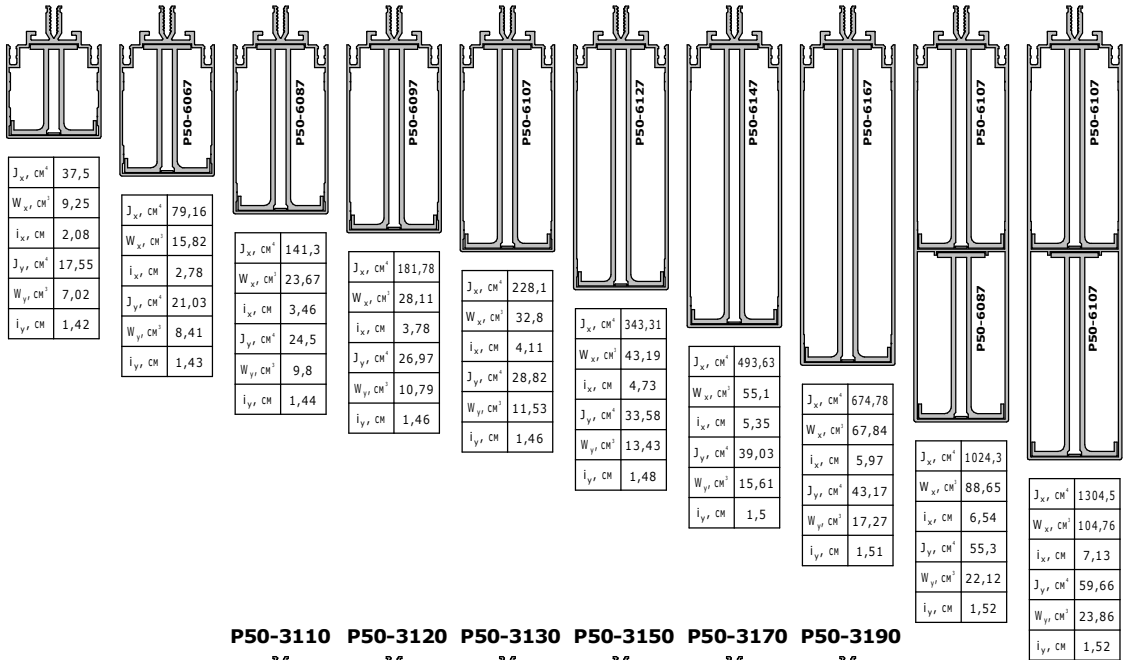 P50-6067
P50-6087
P50-6097
P50-6107
P50-6127
P50-6147
P50-6167
P50-6107
P50-6087
P50-6107
P50-6107
Jx, см⁴ 37,5
Wx, см³ 9,25
ix, см 2,08
Jy, см⁴ 17,55
Wy, см³ 7,02
iy, см 1,42
Jx, см⁴ 79,16
Wx, см³ 15,82
ix, см 2,78
Jy, см⁴ 21,03
Wy, см³ 8,41
iy, см 1,43
Jx, см⁴ 141,3
Wx, см³ 23,67
ix, см 3,46
Jy, см⁴ 24,5
Wy, см³ 9,8
iy, см 1,44
Jx, см⁴ 181,78
Wx, см³ 28,11
ix, см 3,78
Jy, см⁴ 26,97
Wy, см³ 10,79
iy, см 1,46
Jx, см⁴ 228,1
Wx, см³ 32,8
ix, см 4,11
Jy, см⁴ 28,82
Wy, см³ 11,53
iy, см 1,46
Jx, см⁴ 343,31
Wx, см³ 43,19
ix, см 4,73
Jy, см⁴ 33,58
Wy, см³ 13,43
iy, см 1,48
Jx, см⁴ 493,63
Wx, см³ 55,1
ix, см 5,35
Jy, см⁴ 39,03
Wy, см³ 15,61
iy, см 1,5
Jx, см⁴ 674,78
Wx, см³ 67,84
ix, см 5,97
Jy, см⁴ 43,17
Wy, см³ 17,27
iy, см 1,51
Jx, см⁴ 1024,3
Wx, см³ 88,65
ix, см 6,54
Jy, см⁴ 55,3
Wy, см³ 22,12
iy, см 1,52
Jx, см⁴ 1304,5
Wx, см³ 104,76
ix, см 7,13
Jy, см⁴ 59,66
Wy, см³ 23,86
iy, см 1,52
P50-3110 P50-3120 P50-3130 P50-3150 P50-3170 P50-3190